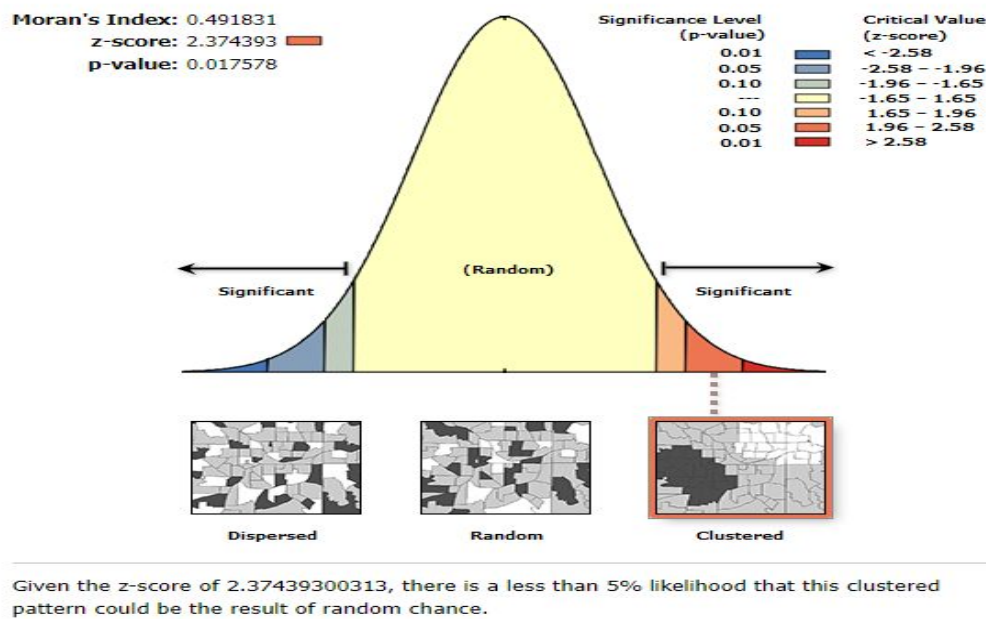 Moran's Index: 0.491831
z-score: 2.374393
p-value: 0.017578
Significance Level
(p-value)
Critical Value
(z-score)
0.01 < -2.58
0.05 -2.58 – -1.96
0.10 -1.96 – -1.65
--- -1.65 – 1.65
0.10 1.65 – 1.96
0.05 1.96 – 2.58
0.01 > 2.58
(Random)
Significant
Significant
Dispersed
Random
Clustered
Given the z-score of 2.37439300313, there is a less than 5% likelihood that this clustered
pattern could be the result of random chance.